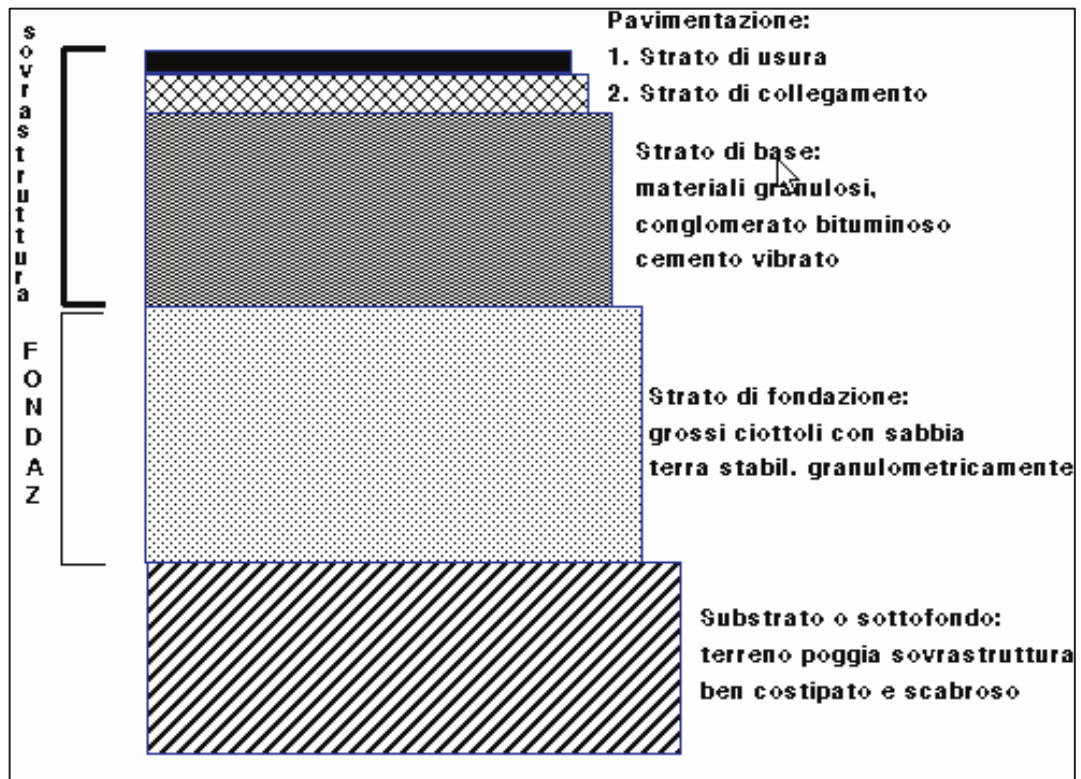 sovrastruttura
Pavimentazione:
1. Strato di usura
2. Strato di collegamento
Strato di base:
materiali granulosi,
conglomerato bituminoso
cemento vibrato
FONDAZ
Strato di fondazione:
grossi ciottoli con sabbia
terra stabil. granulometricamente
Substrato o sottofondo:
terreno poggia sovrastruttura
ben costipato e scabroso